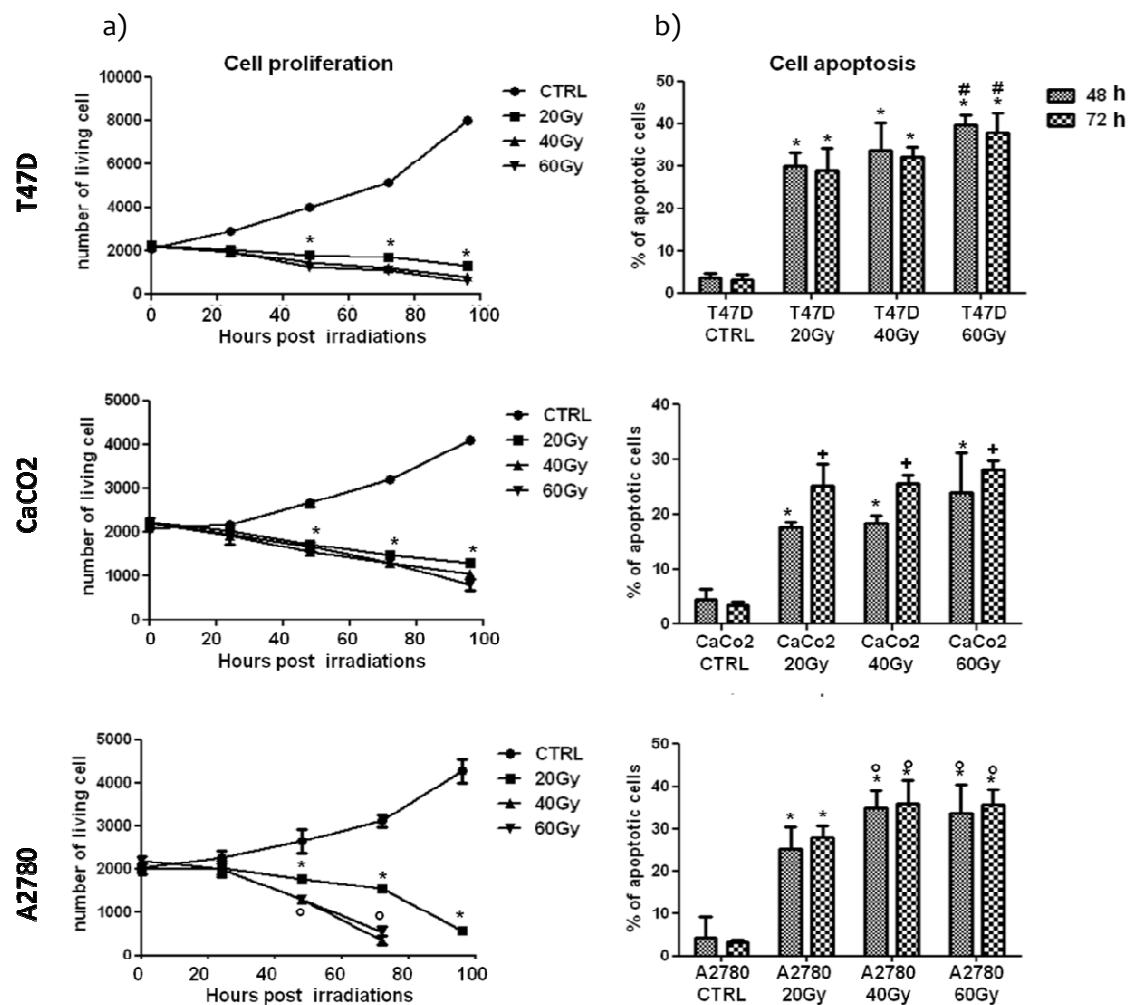 a)
b)
Cell proliferation
Cell apoptosis
T47D
number of living cell
10000
8000
6000
4000
2000
0
0 20 40 60 80 100
Hours post irradiations
CTRL
20Gy
40Gy
60Gy
* * *
% of apoptotic cells
50
40
30
20
10
0
* * * * # * # *
T47D T47D T47D T47D
CTRL 20Gy 40Gy 60Gy
48 h
72 h
CaCO2
number of living cell
5000
4000
3000
2000
1000
0
0 20 40 60 80 100
Hours post irradiations
CTRL
20Gy
40Gy
60Gy
* * *
% of apoptotic cells
40
30
20
10
0
* + * + * +
CaCo2 CaCo2 CaCo2 CaCo2
CTRL 20Gy 40Gy 60Gy
A2780
number of living cell
5000
4000
3000
2000
1000
0
0 20 40 60 80 100
Hours post irradiations
CTRL
20Gy
40Gy
60Gy
* * *
° °
% of apoptotic cells
50
40
30
20
10
0
° ° ° °
* * * * * *
A2780 A2780 A2780 A2780
CTRL 20Gy 40Gy 60Gy